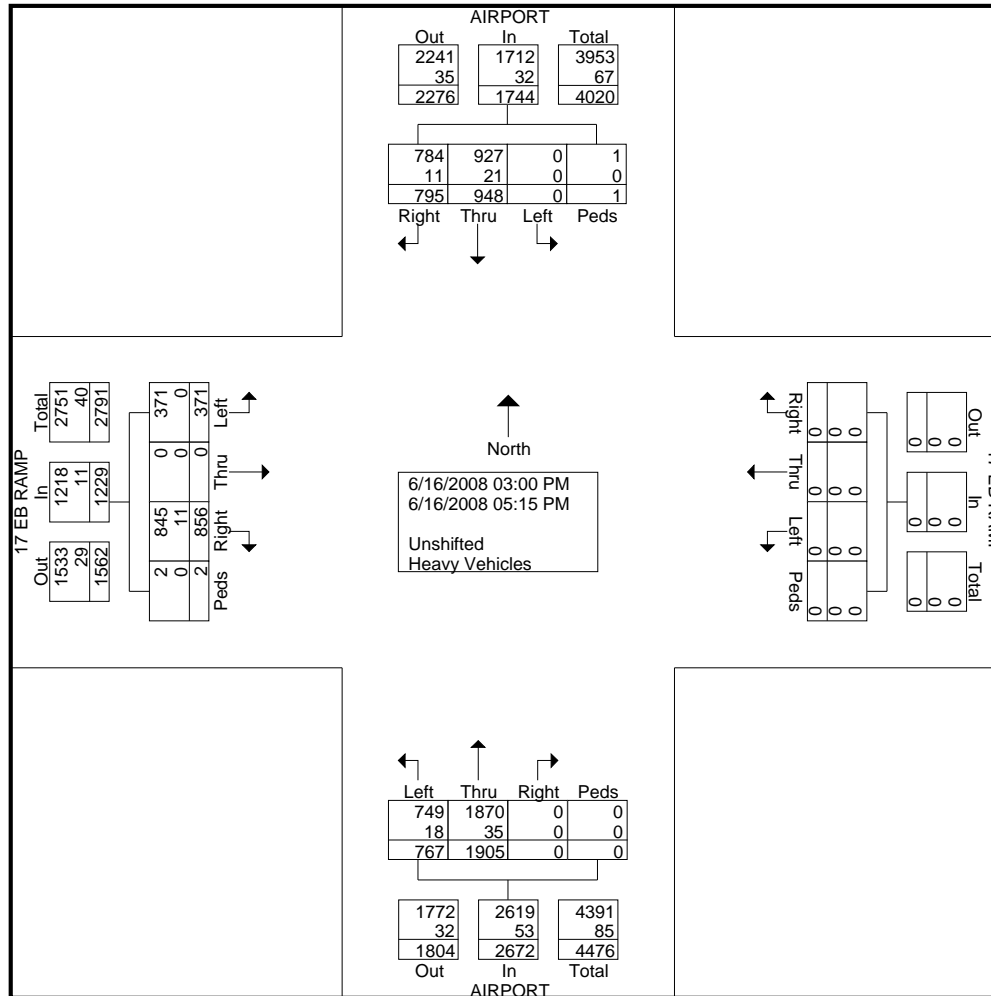 AIRPORT
Out In Total
2241 1712 3953
35 32 67
2276 1744 4020
784 927 0 1
11 21 0 0
795 948 0 1
Right Thru Left Peds
17 EB RAMP
Total In Out
2751 1218 1533
40 11 29
2791 1229 1562
371 0 845 2
0 0 11 0
371 0 856 2
Left Thru Right Peds
North
6/16/2008 03:00 PM
6/16/2008 05:15 PM
Unshifted
Heavy Vehicles
Right Thru Left Peds
0 0 0 0
0 0 0 0
0 0 0 0
Out In Total
0 0 0
0 0 0
0 0 0
Left Thru Right Peds
749 1870 0 0
18 35 0 0
767 1905 0 0
1772 2619 4391
32 53 85
1804 2672 4476
Out In Total
AIRPORT